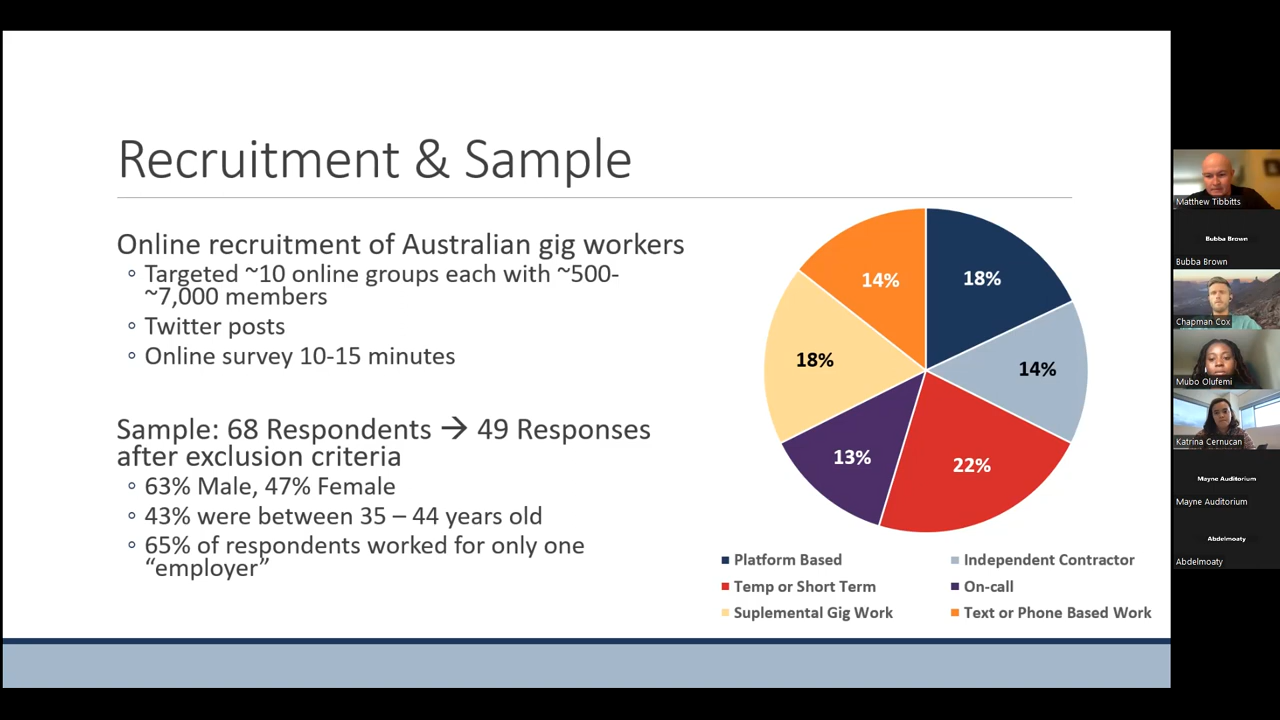 Recruitment & Sample
Online recruitment of Australian gig workers
Targeted ~10 online groups each with ~500-
~7,000 members
Twitter posts
Online survey 10-15 minutes
Sample: 68 Respondents → 49 Responses
after exclusion criteria
63% Male, 47% Female
43% were between 35 – 44 years old
65% of respondents worked for only one
“employer”
18%
14%
22%
13%
18%
14%
Platform Based
Independent Contractor
Temp or Short Term
On-call
Suplemental Gig Work
Text or Phone Based Work
Matthew Tibbitts
Bubba Brown
Bubba Brown
Chapman Cox
Mubo Olufemi
Katrina Cernucan
Mayne Auditorium
Mayne Auditorium
Abdelmoaty
Abdelmoaty